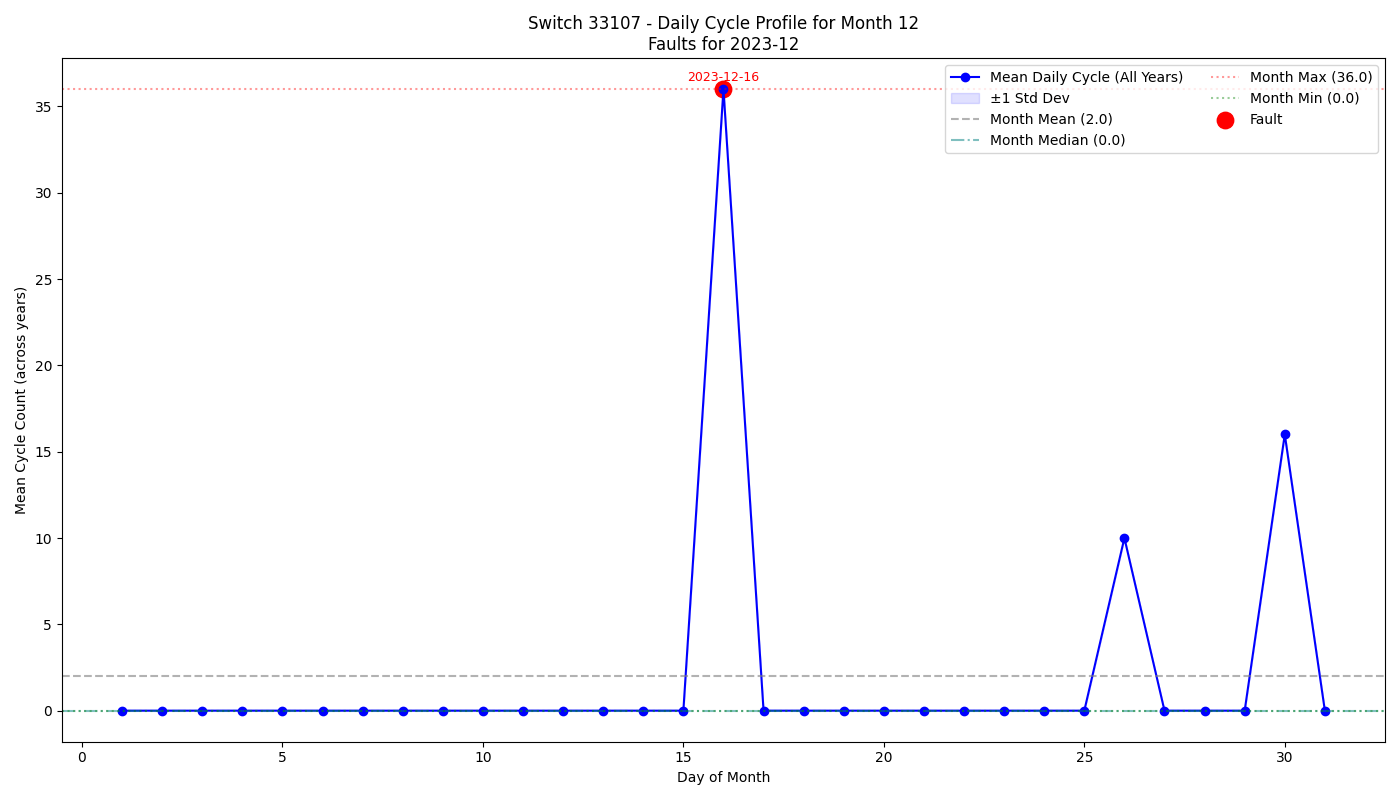 Switch 33107 - Daily Cycle Profile for Month 12
Faults for 2023-12
2023-12-16
Mean Daily Cycle (All Years)
±1 Std Dev
Month Mean (2.0)
Month Median (0.0)
Month Max (36.0)
Month Min (0.0)
Fault
Mean Cycle Count (across years)
35
30
25
20
15
10
5
0
0 5 10 15 20 25 30
Day of Month